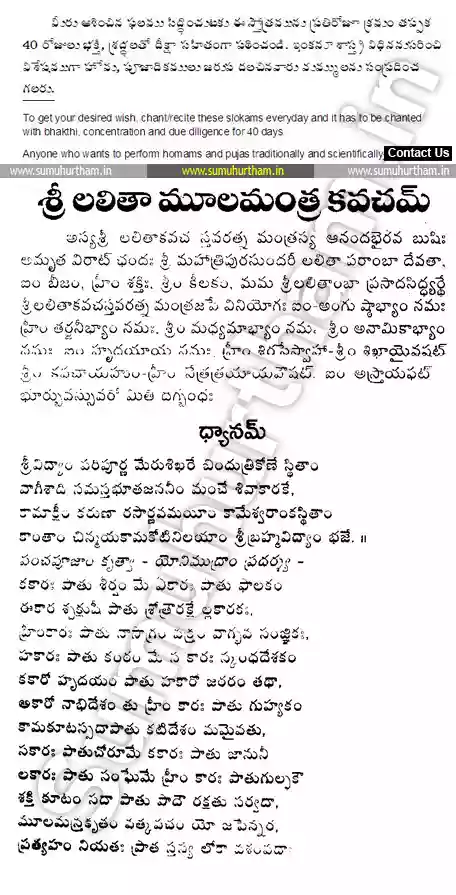 మీరు ఆశించిన ఫలము సిద్ధించుటకు ఈ స్తోత్రమును ప్రతిరోజూ క్రమం తప్పక
40 రోజులు భక్తి, శ్రద్ధలతో దీక్షా సహితంగా పఠించండి. ఇంకనూ శాస్త్ర విధిననుసరించి
విశేషముగా హోమ, పూజాదికములు జరుప దలచినవారు మమ్ములను సంప్రదించ
గలరు.
To get your desired wish, chant/recite these slokams everyday and it has to be chanted
with bhakthi, concentration and due diligence for 40 days
Anyone who wants to perform homams and pujas traditionally and scientifically, Contact Us
www.sumuhurtham.in www.sumuhurtham.in www.sumuhurtham.in
శ్రీ లలితా మూలమంత్ర కవచమ్
అస్యశ్రీ లలితాకవచ స్తవరత్న మంత్రస్య ఆనందభైరవ ఋషిః
అమృత విరాట్ ఛందః శ్రీ మహాత్రిపురసుందరీ లలితా పరాంబా దేవతా,
ఐం బీజం, హ్రీం శక్తిః, శ్రీం కీలకం, మమ శ్రీలలితాంబా ప్రసాదసిద్ధ్యర్థే
శ్రీలలితాకవచస్తవరత్న మంత్రజపే వినియోగః ఐం అంగు ష్ఠాభ్యాం నమః
హ్రీం తర్జనీభ్యాం నమః, శ్రీం మధ్యమాభ్యాం నమః శ్రీం అనామికాభ్యాం
నమః ఐం హృదయాయ నమః, హ్రీం శిరసేస్వాహా-శ్రీం శిఖాయైవషట్
శ్రీం కవచాయహుం-హ్రీం నేత్రత్రయాయవౌషట్, ఐం అస్త్రాయఫట్
భూర్భువస్సువరో మితి దిగ్బంధః
ధ్యానమ్
శ్రీవిద్యాం పరిపూర్ణ మేరుశిఖరే బిందుత్రికోణే స్థితాం
వాగీశాది సమస్తభూతజననీం మంచే శివాకారకే,
కామాక్షీం కరుణా రసార్ణవమయీం కామేశ్వరాంకస్థితాం
కాంతాం చిన్మయకామకోటినిలయాం శ్రీబ్రహ్మవిద్యాం భజే. ॥
పంచపూజాం కృత్వా - యోనిముద్రాం ప్రదర్శ్య -
కకారః పాతు శీర్షం మే ఏకారః పాతు ఫాలకం
ఈకార శ్చక్షుషీ పాతు శ్రోత్రౌరక్షే ల్లకారకః,
హ్రీంకారః పాతు నాసాగ్రం వక్త్రం వాగ్భవ సంజ్ఞికః,
హకారః పాతు కంఠం మే స కారః స్కంధదేశకం
కకారో హృదయం పాతు హకారో జఠరం తథా,
అకారో నాభిదేశం తు హ్రీం కారః పాతు గుహ్యకం
కామకూటస్సదాపాతు కటిదేశం మమైవతు,
సకారః పాతుచోరూమే కకారః పాతు జానునీ
లకారః పాతు సంఘేమే హ్రీం కారః పాతుగుల్ఫకౌ
శక్తి కూటం సదా పాతు పాదౌ రక్షతు సర్వదా,
మూలమంత్రకృతం కవచం యో జపేన్నర,
ప్రత్యహం నియతః ప్రాత స్తస్య లోకా వశంవదాః
Sumuhurtham.in